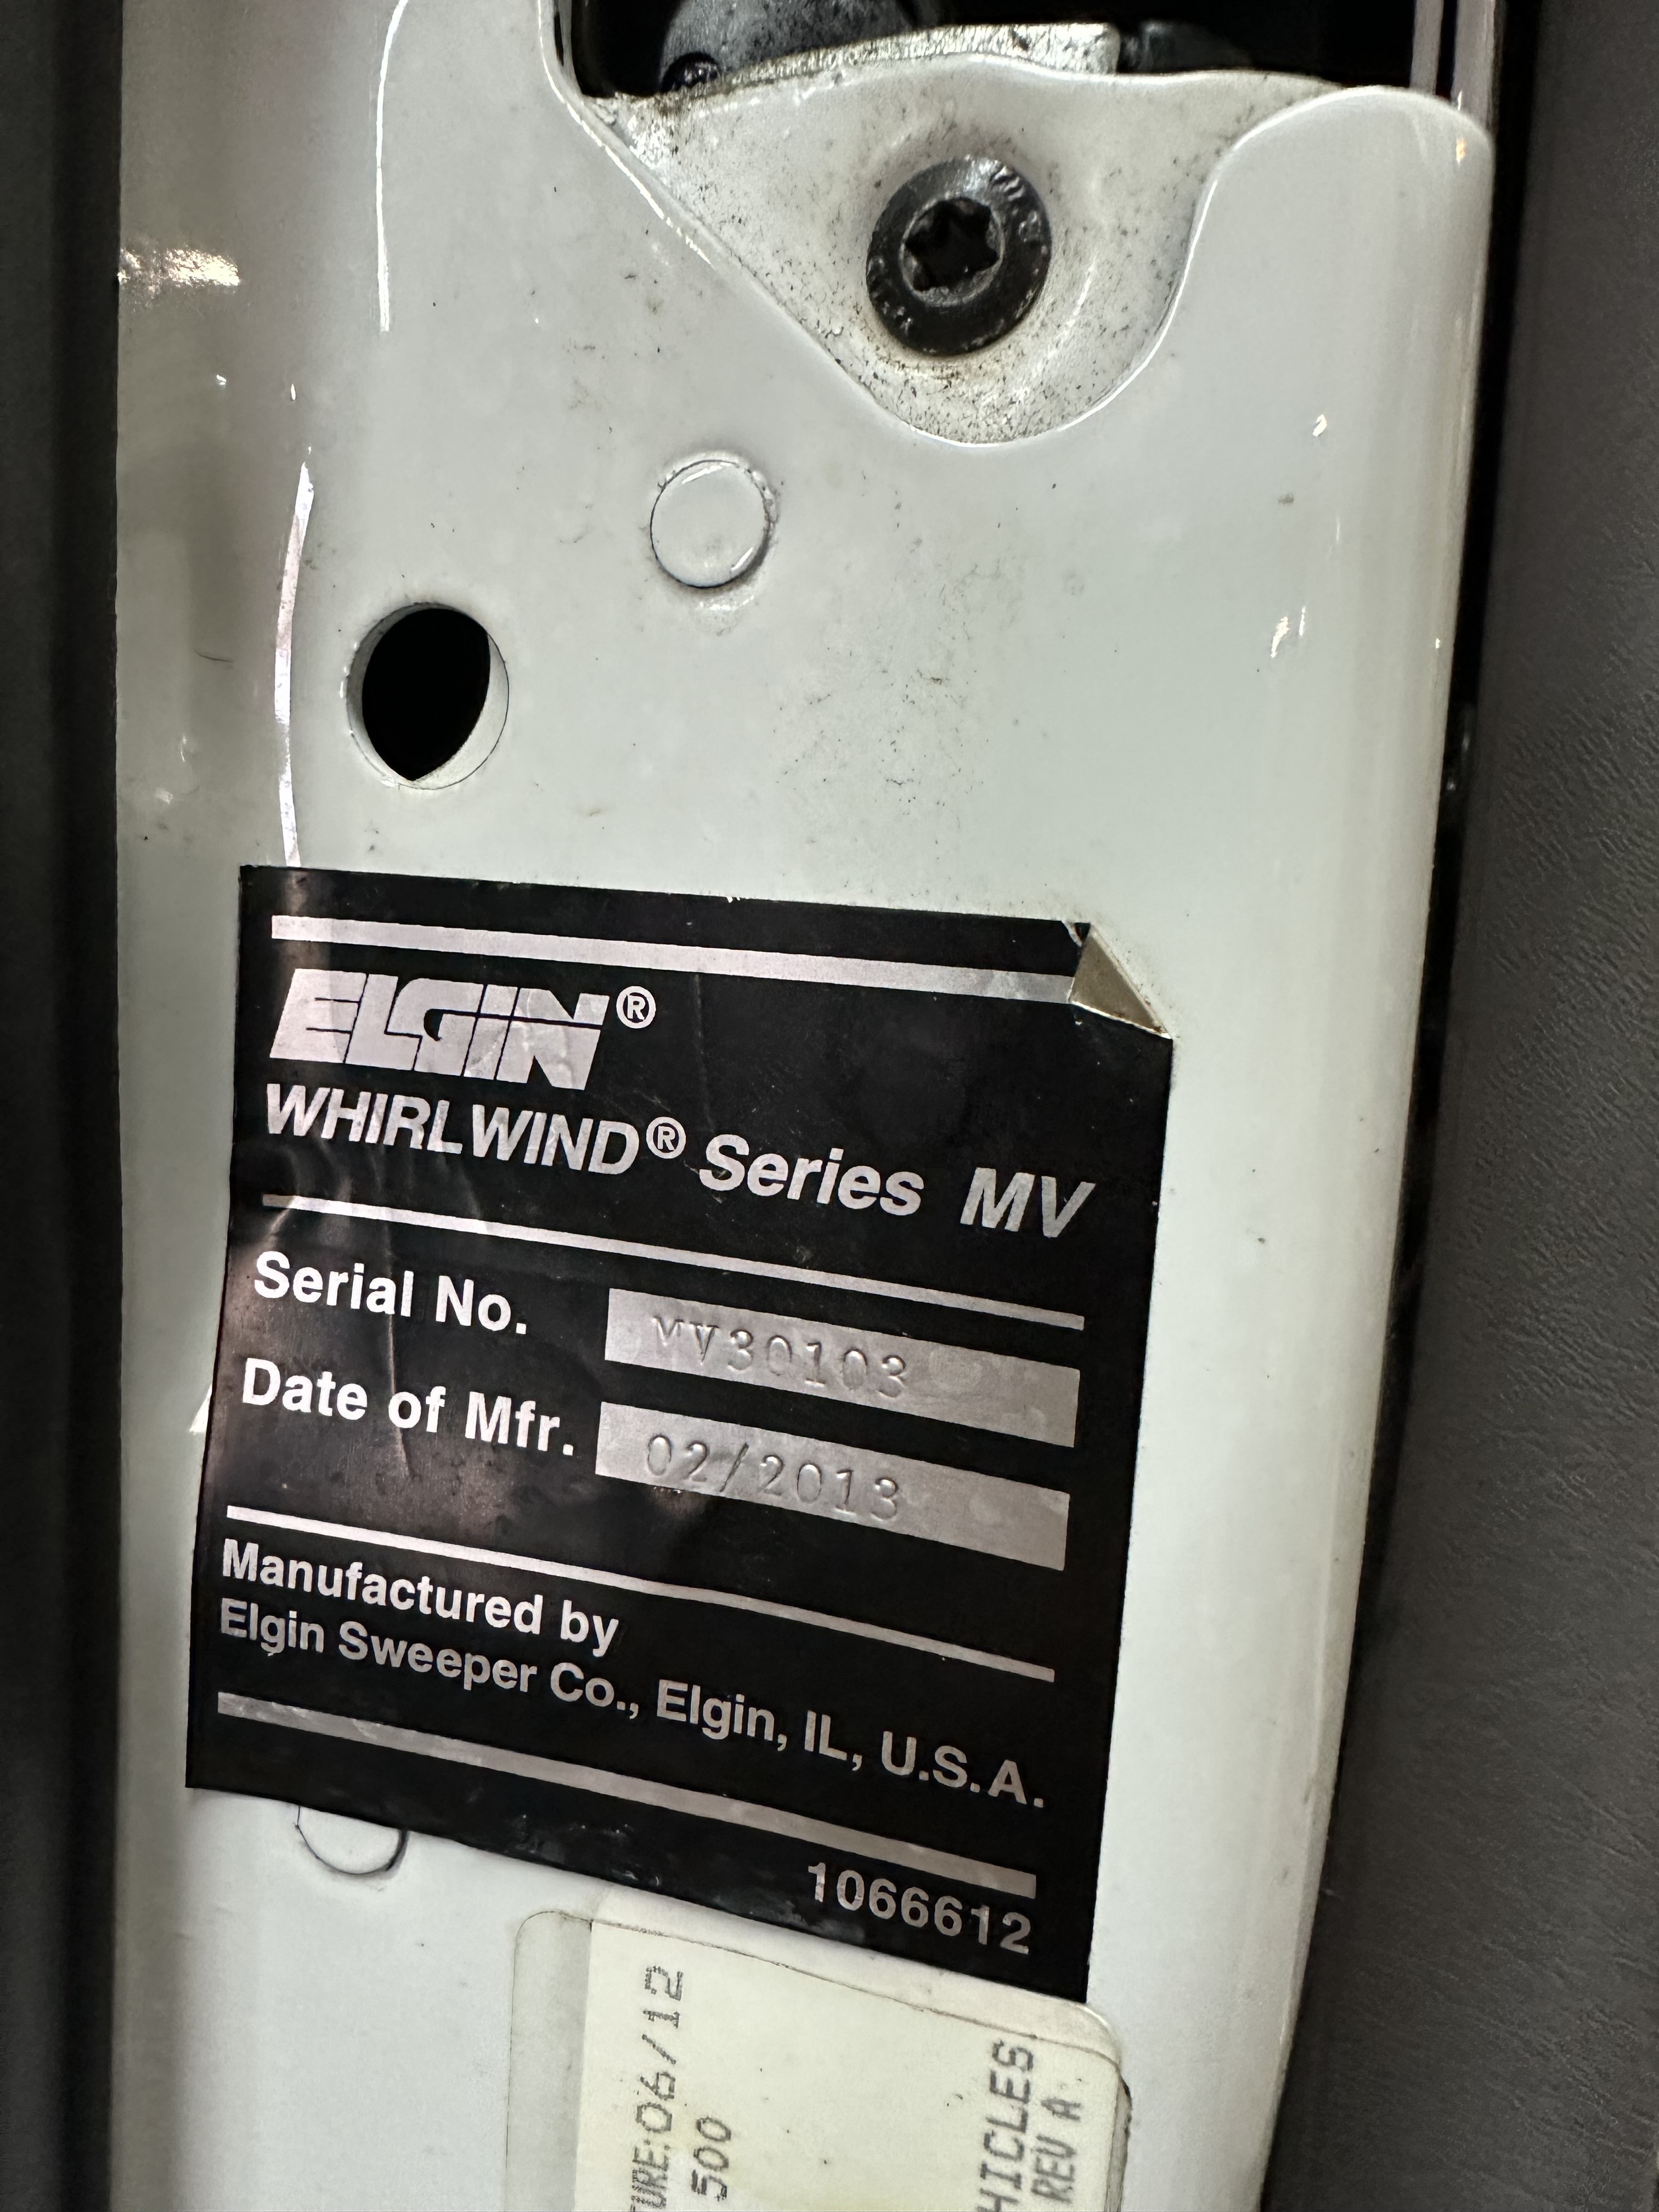 ELGIN®
WHIRLWIND® Series MV
Serial No. MV30103
Date of Mfr. 02/2013
Manufactured by
Elgin Sweeper Co., Elgin, IL, U.S.A.
1066612
TURE:06/12
500
HICLES
REV A